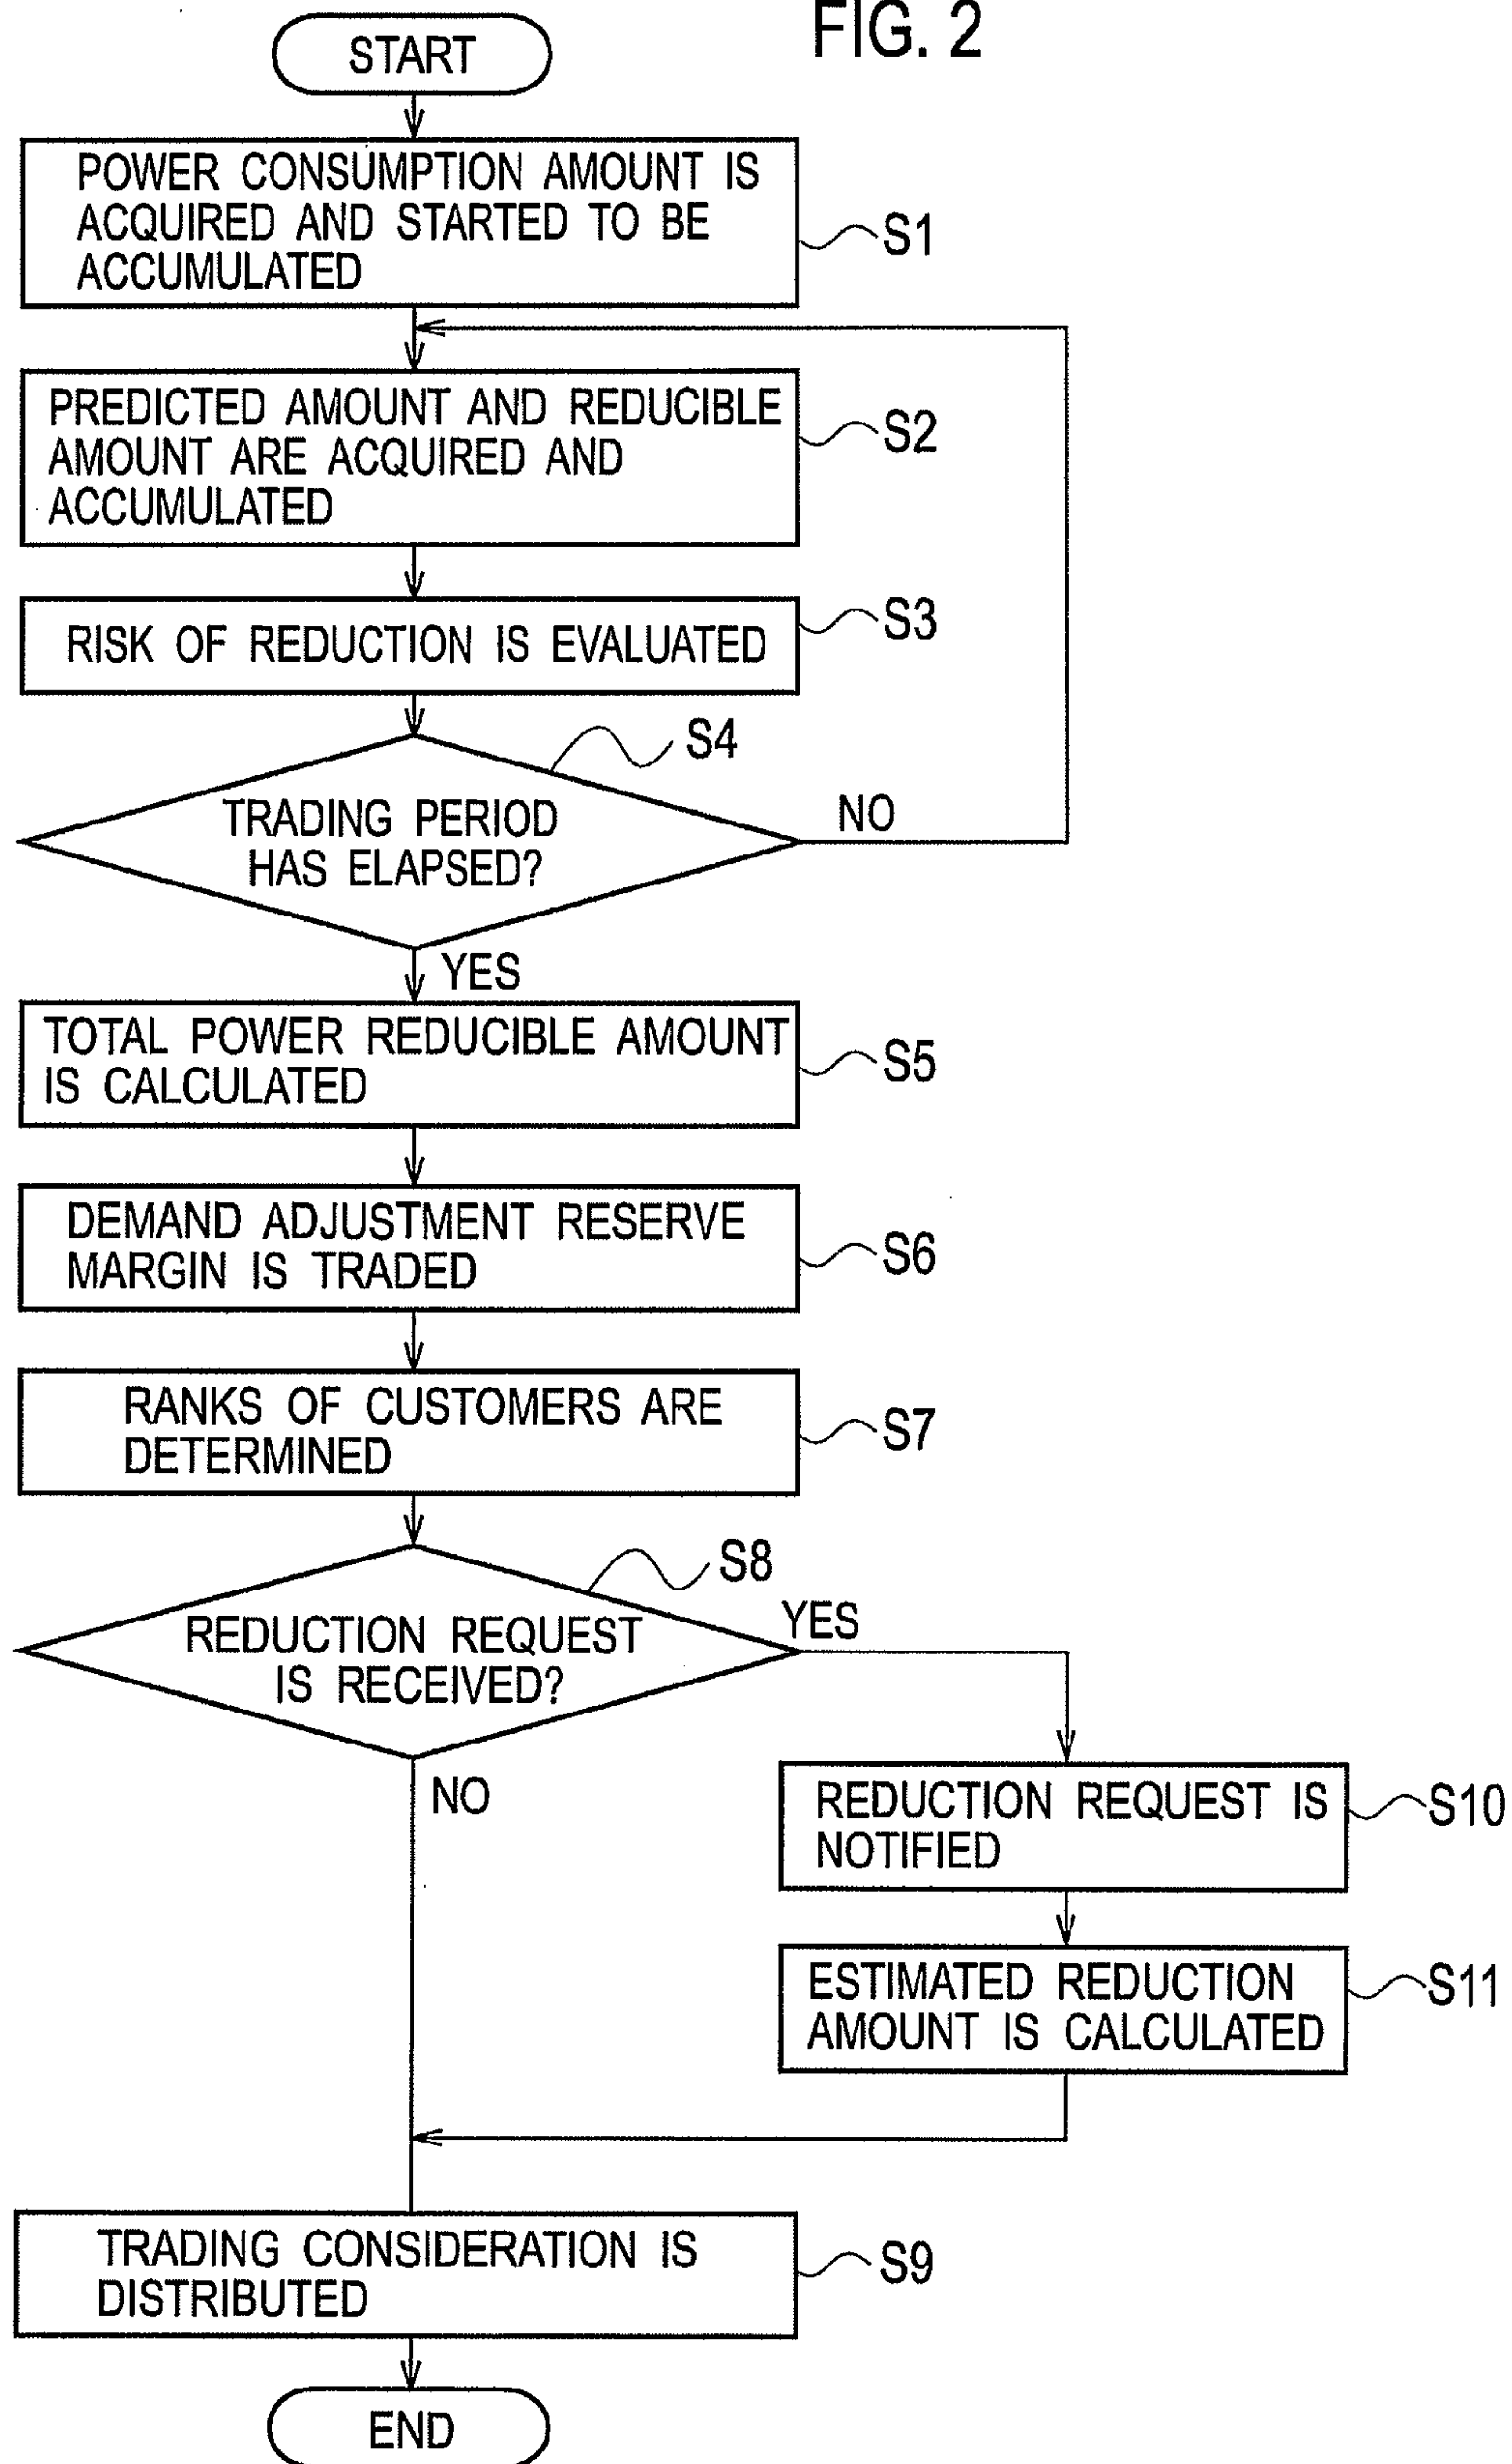 FIG. 2
START
POWER CONSUMPTION AMOUNT IS
ACQUIRED AND STARTED TO BE
ACCUMULATED
S1
PREDICTED AMOUNT AND REDUCIBLE
AMOUNT ARE ACQUIRED AND
ACCUMULATED
S2
RISK OF REDUCTION IS EVALUATED
S3
S4
TRADING PERIOD
HAS ELAPSED?
NO
YES
TOTAL POWER REDUCIBLE AMOUNT
IS CALCULATED
S5
DEMAND ADJUSTMENT RESERVE
MARGIN IS TRADED
S6
RANKS OF CUSTOMERS ARE
DETERMINED
S7
S8
REDUCTION REQUEST
IS RECEIVED?
YES
NO
REDUCTION REQUEST IS
NOTIFIED
S10
ESTIMATED REDUCTION
AMOUNT IS CALCULATED
S11
TRADING CONSIDERATION IS
DISTRIBUTED
S9
END